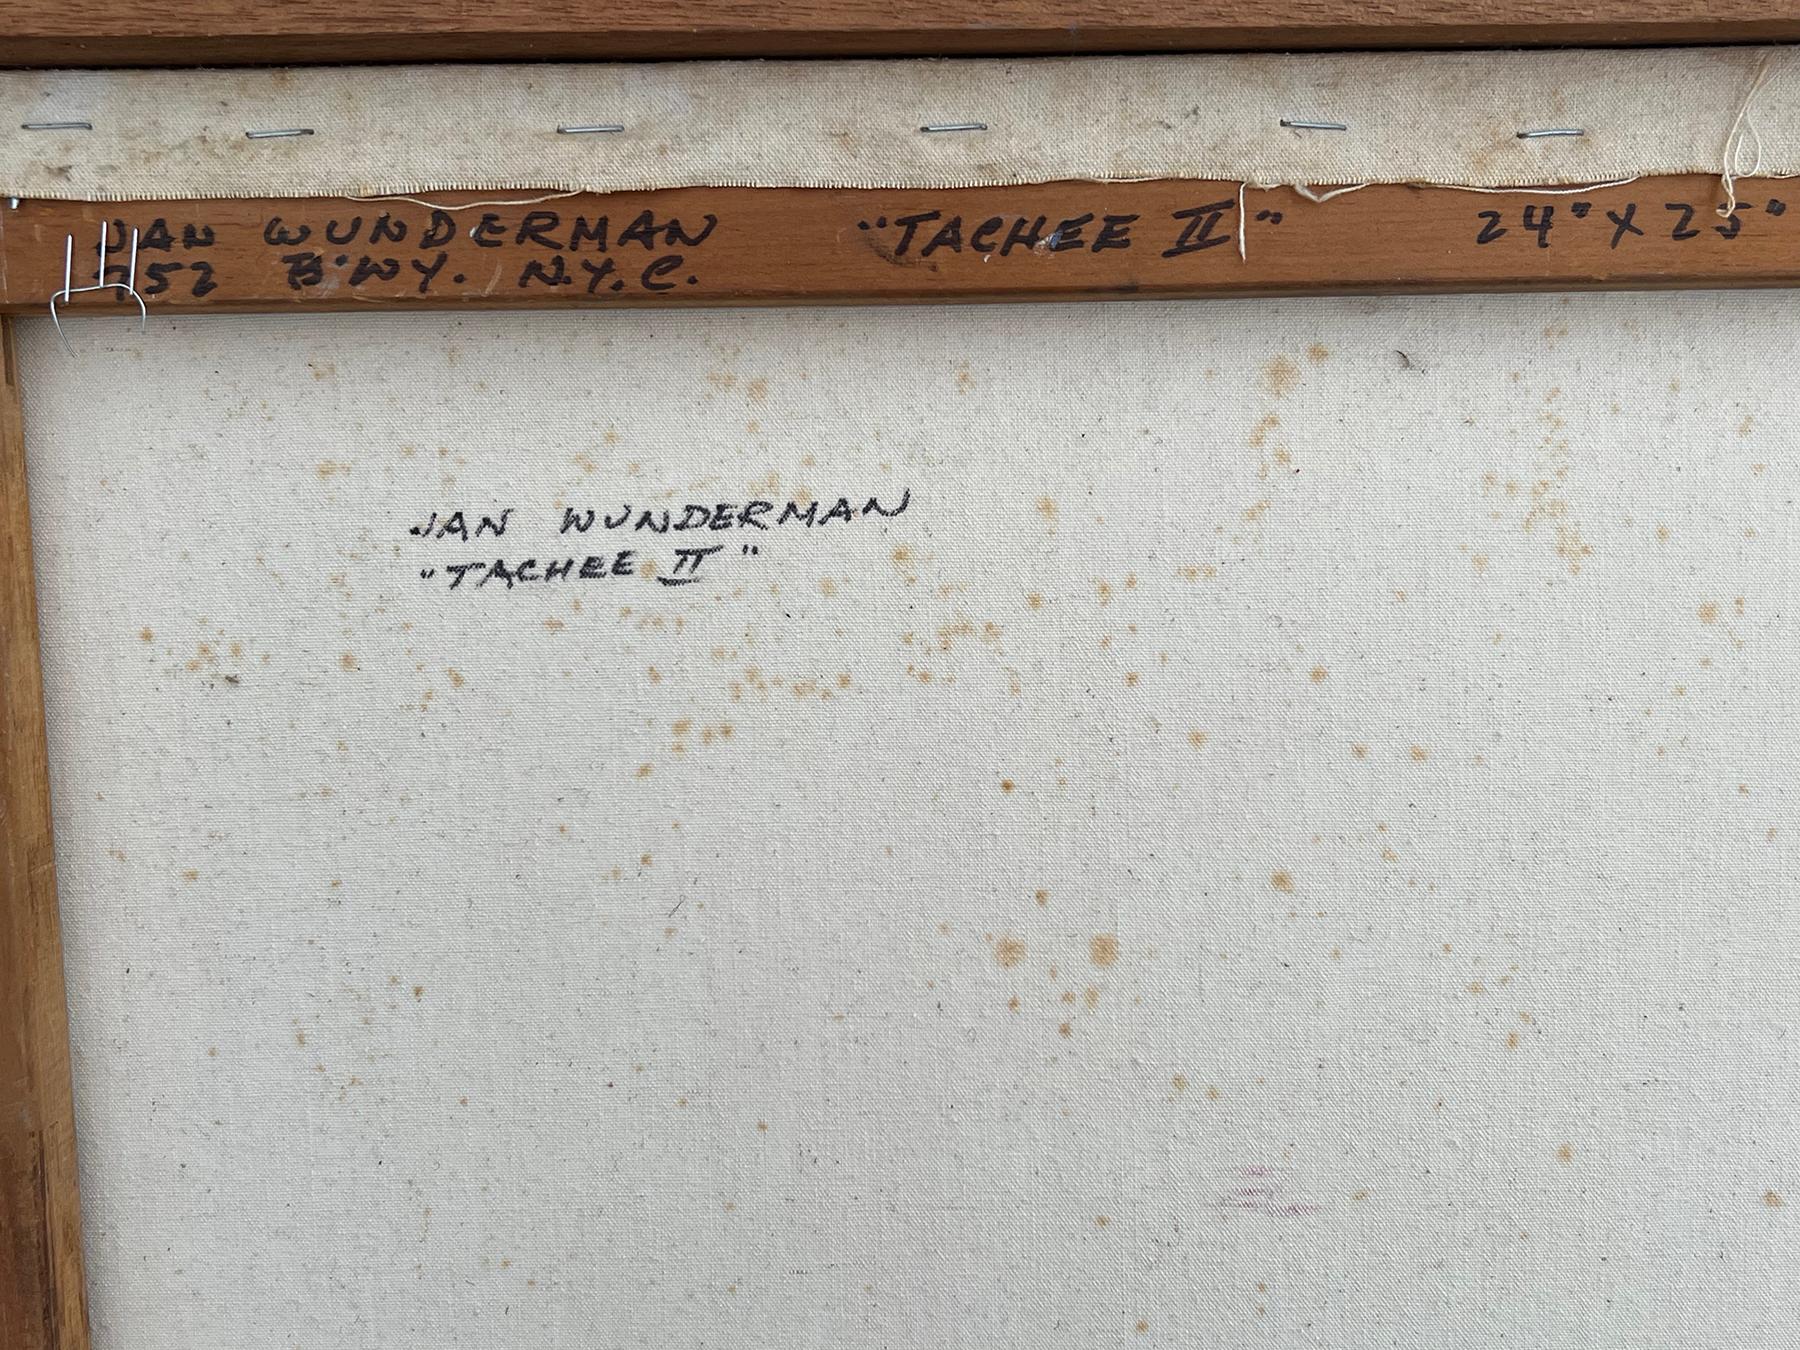 JAN WUNDERMAN "TACHEE II" 24" X 25"
752 B'WY. N.Y.C.
JAN WUNDERMAN
"TACHEE II"